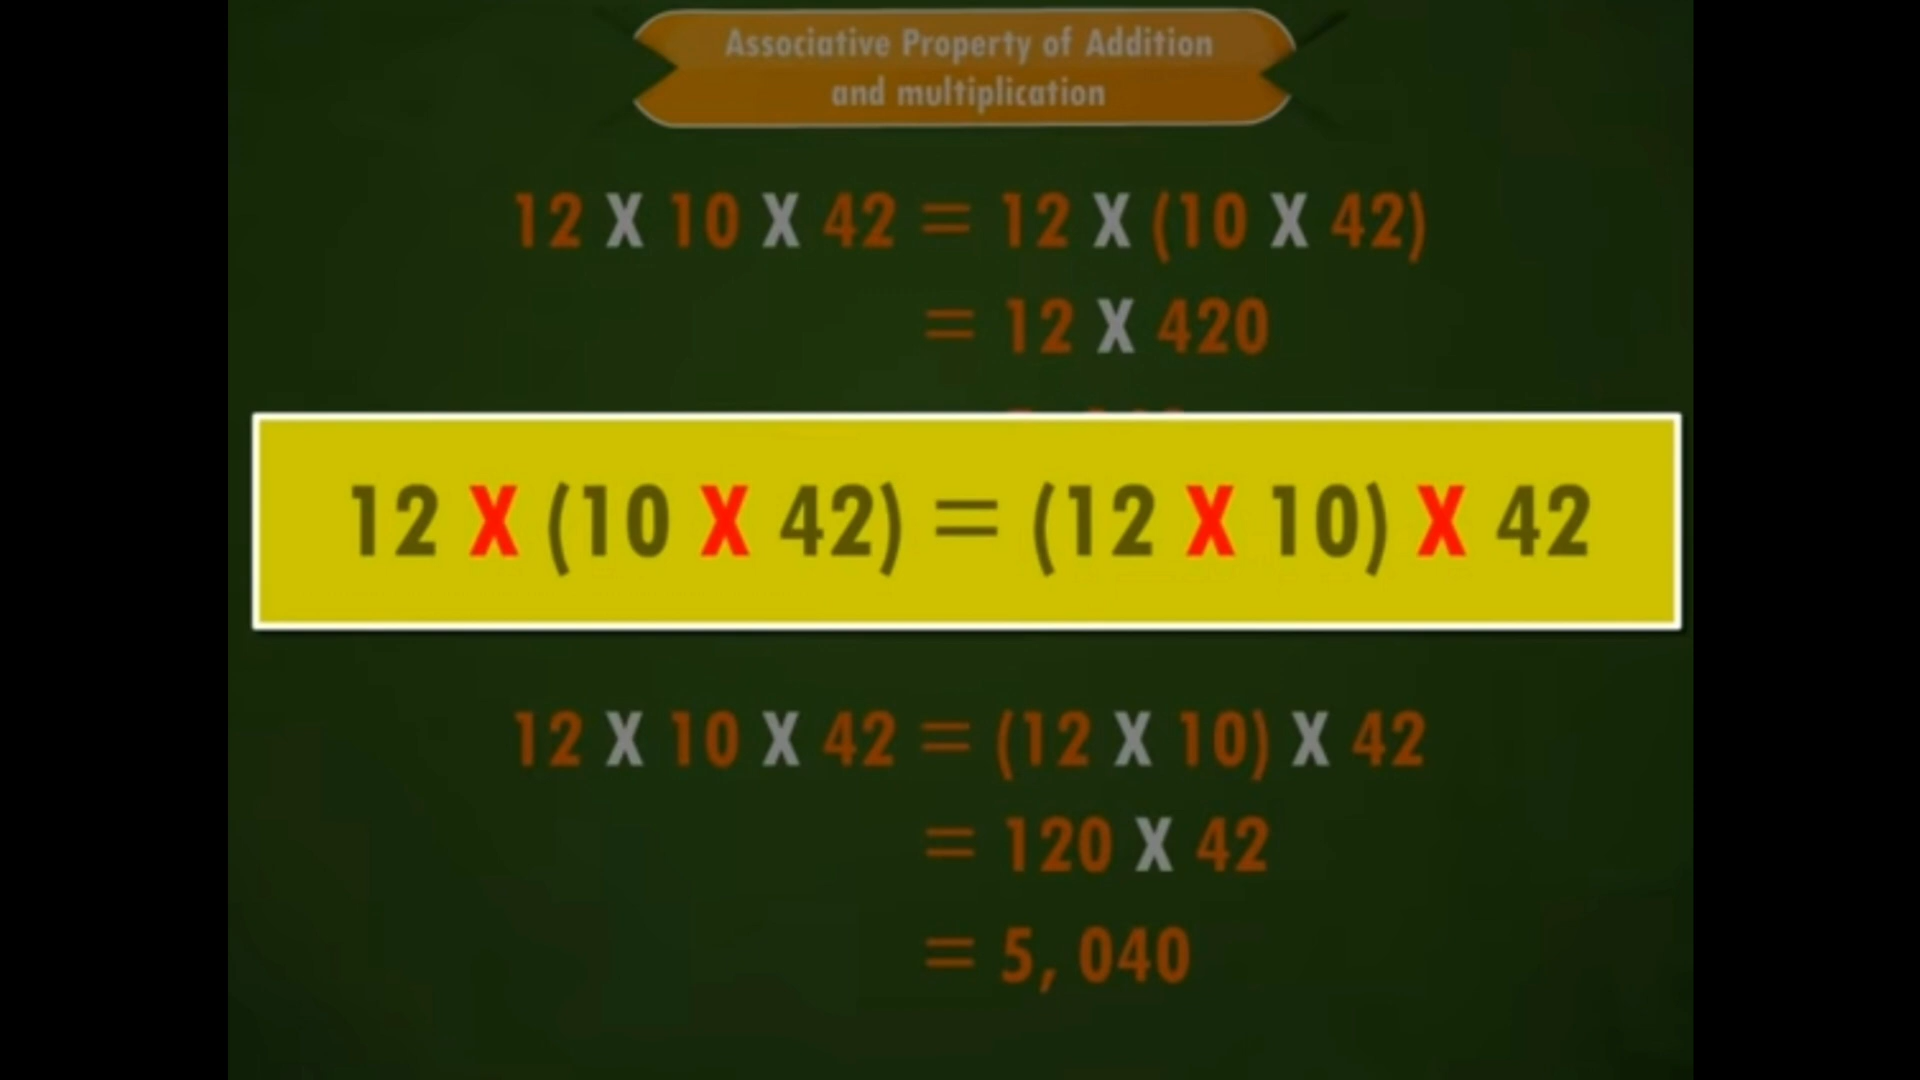 Associative Property of Addition
and multiplication
12 X 10 X 42 = 12 X (10 X 42)
= 12 X 420
12 X (10 X 42) = (12 X 10) X 42
12 X 10 X 42 = (12 X 10) X 42
= 120 X 42
= 5, 040